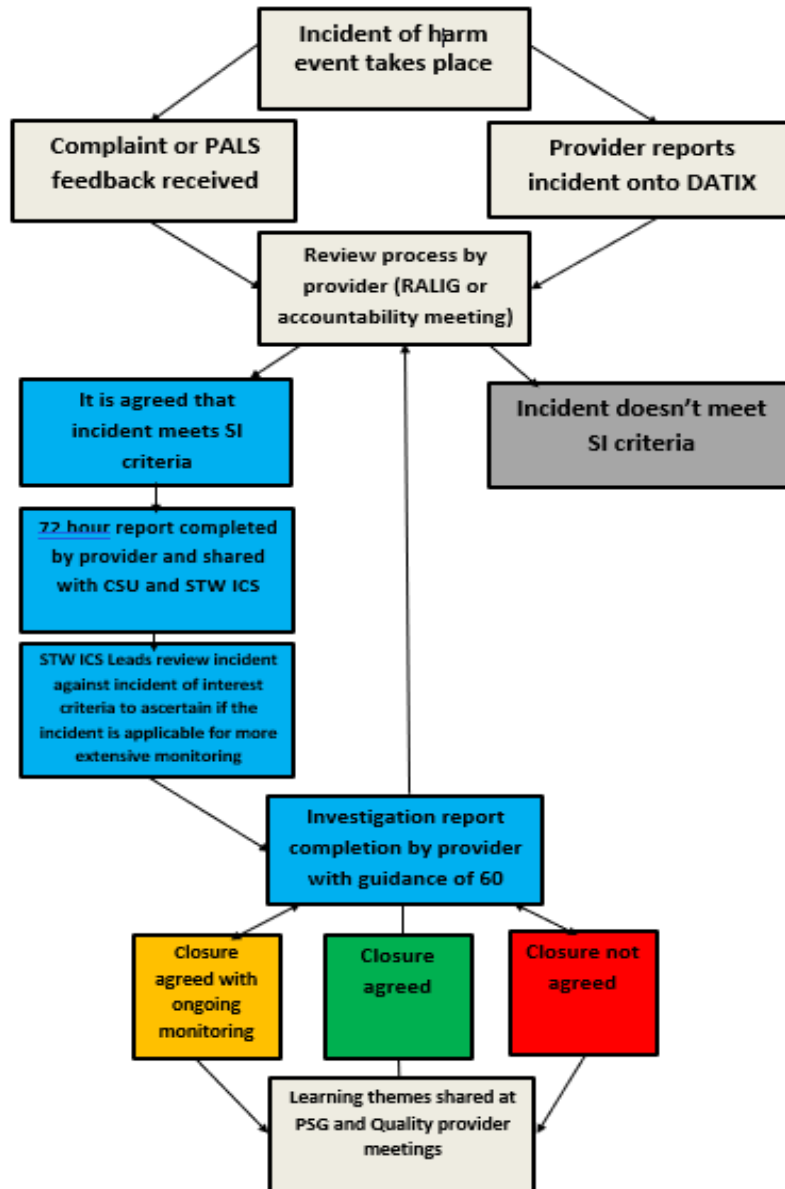 Incident of harm
event takes place
Complaint or PALS
feedback received
Provider reports
incident onto DATIX
Review process by
provider (RALIG or
accountability meeting)
It is agreed that
incident meets SI
criteria
Incident doesn't meet
SI criteria
72 hour report completed
by provider and shared
with CSU and STW ICS
STW ICS Leads review incident
against incident of interest
criteria to ascertain if the
incident is applicable for more
extensive monitoring
Investigation report
completion by provider
with guidance of 60
Closure
agreed with
ongoing
monitoring
Closure
agreed
Closure not
agreed
Learning themes shared at
PSG and Quality provider
meetings